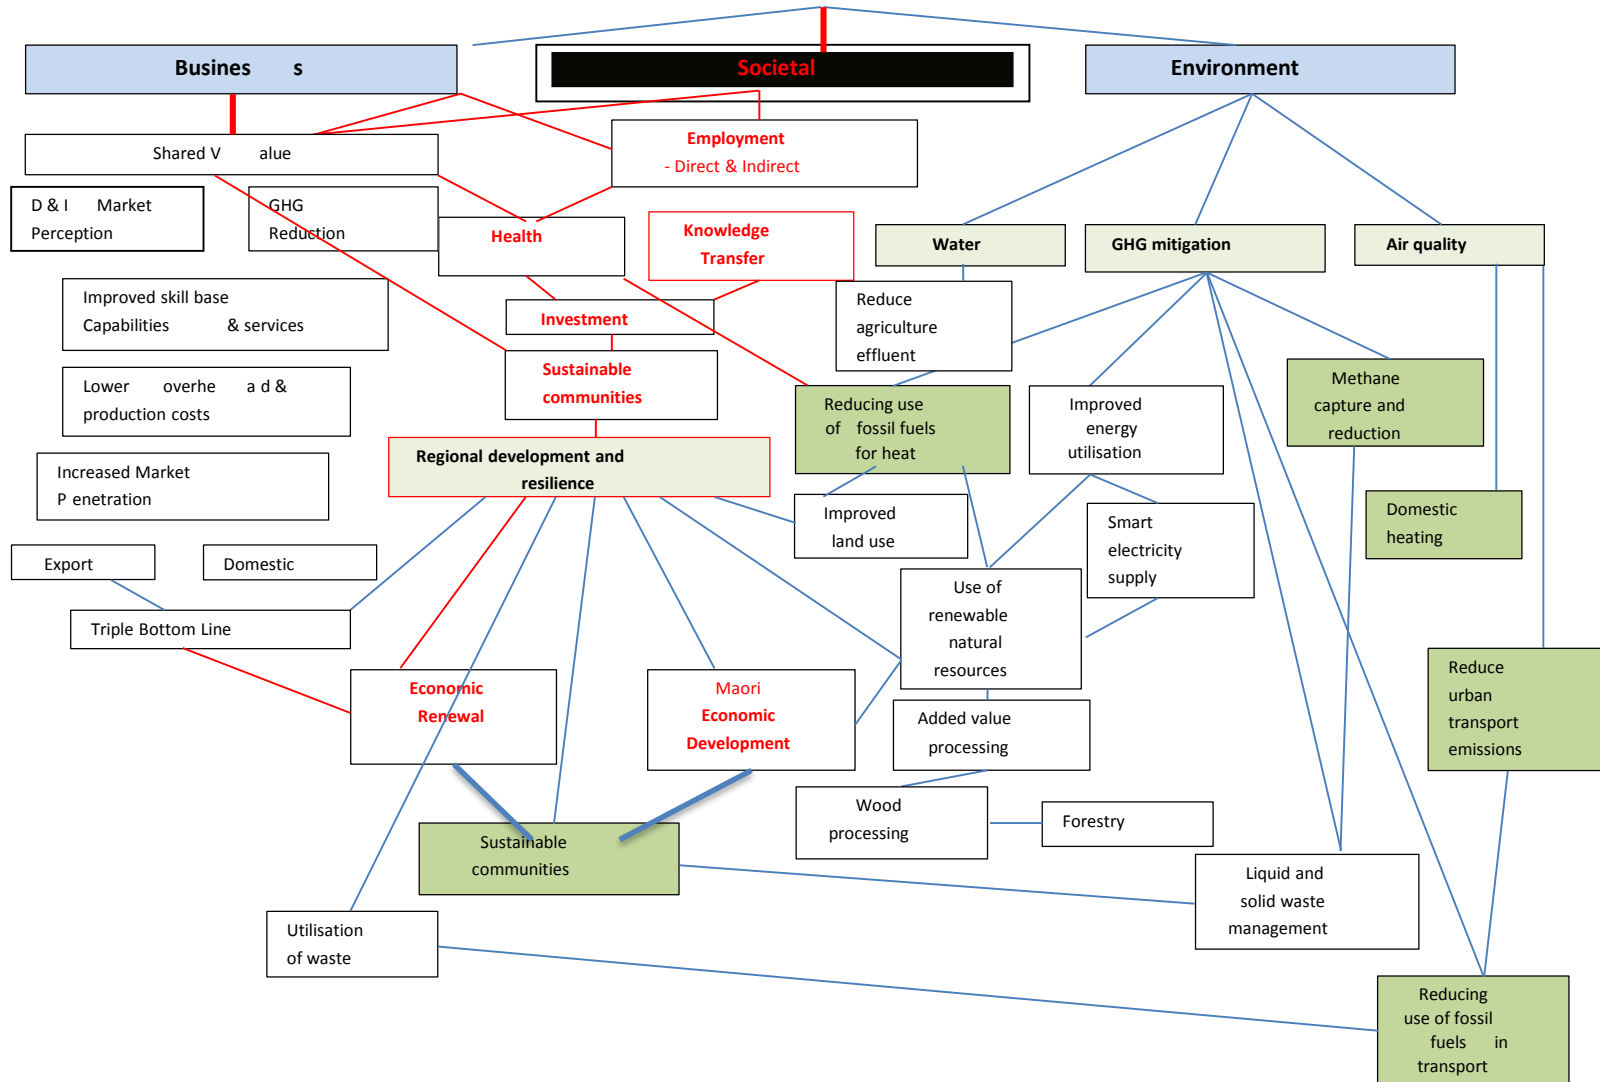 Busines s
Societal
Environment
Shared V alue
Employment
- Direct & Indirect
D & I Market
Perception
GHG
Reduction
Health
Knowledge
Transfer
Water
GHG mitigation
Air quality
Improved skill base
Capabilities & services
Investment
Reduce
agriculture
effluent
Lower overhe a d &
production costs
Sustainable
communities
Reducing use
of fossil fuels
for heat
Improved
energy
utilisation
Methane
capture and
reduction
Increased Market
P enetration
Regional development and
resilience
Improved
land use
Smart
electricity
supply
Domestic
heating
Export
Domestic
Use of
renewable
natural
resources
Triple Bottom Line
Economic
Renewal
Maori
Economic
Development
Added value
processing
Reduce
urban
transport
emissions
Wood
processing
Forestry
Sustainable
communities
Liquid and
solid waste
management
Utilisation
of waste
Reducing
use of fossil
fuels in
transport